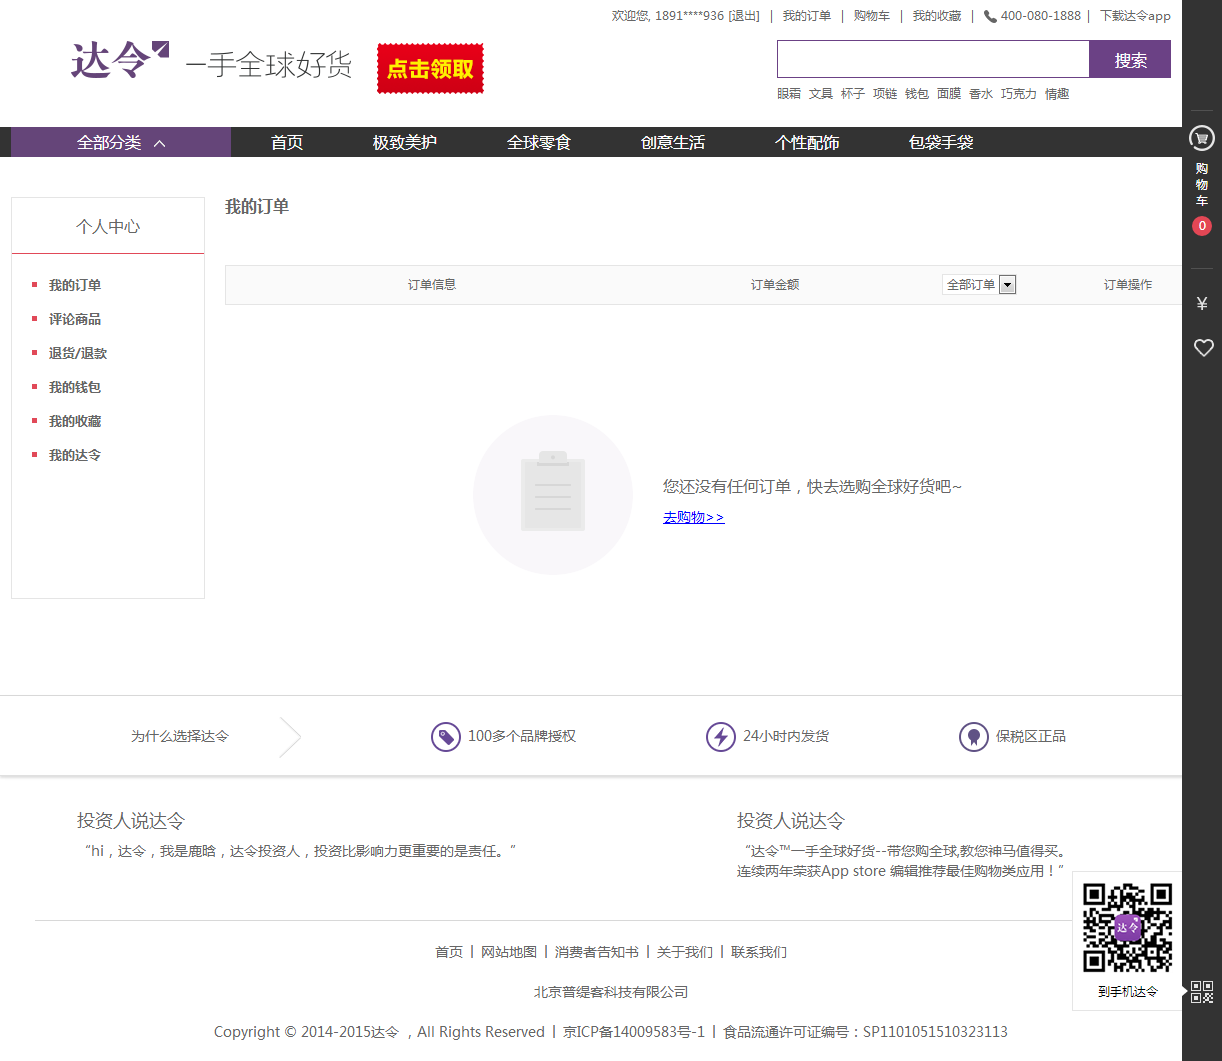 欢迎您, 1891****936 [退出] | 我的订单 | 购物车 | 我的收藏 | 400-080-1888 | 下载达令app
达令 一手全球好货 点击领取
搜索
眼霜 文具 杯子 项链 钱包 面膜 香水 巧克力 情趣
全部分类 首页 极致美护 全球零食 创意生活 个性配饰 包袋手袋
购物车
0
¥
个人中心
我的订单
评论商品
退货/退款
我的钱包
我的收藏
我的达令
我的订单
订单信息 订单金额 全部订单 订单操作
您还没有任何订单，快去选购全球好货吧~
去购物>>
为什么选择达令 100多个品牌授权 24小时内发货 保税区正品
投资人说达令
“hi，达令，我是鹿晗，达令投资人，投资比影响力更重要的是责任。”
投资人说达令
“达令™一手全球好货--带您购全球,教您神马值得买。
连续两年荣获App store 编辑推荐最佳购物类应用！”
达令
到手机达令
首页 | 网站地图 | 消费者告知书 | 关于我们 | 联系我们
北京普缇客科技有限公司
Copyright © 2014-2015达令 ，All Rights Reserved | 京ICP备14009583号-1 | 食品流通许可证编号：SP1101051510323113